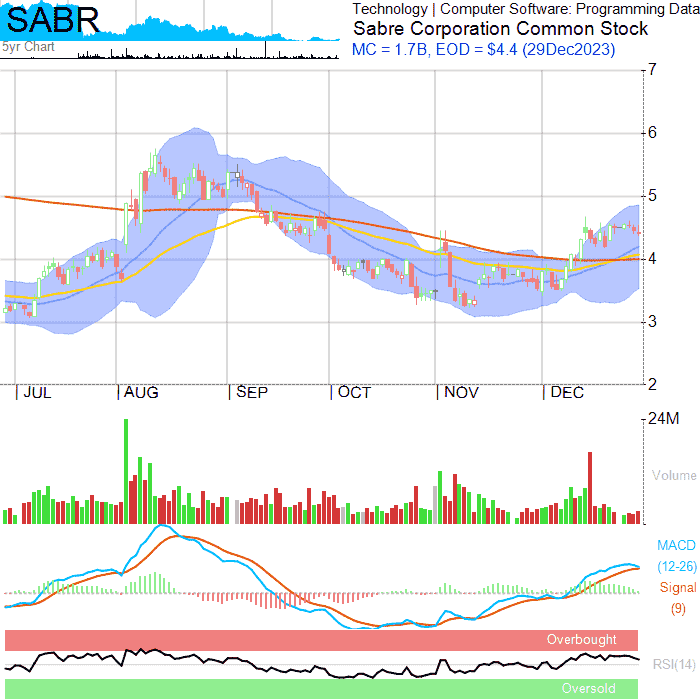 SABR
5yr Chart
Technology | Computer Software: Programming Data
Sabre Corporation Common Stock
MC = 1.7B, EOD = $4.4 (29Dec2023)
7
6
5
4
3
2
| JUL | AUG | SEP | OCT | NOV | DEC
24M
Volume
MACD
(12-26)
Signal
(9)
Overbought
RSI(14)
Oversold